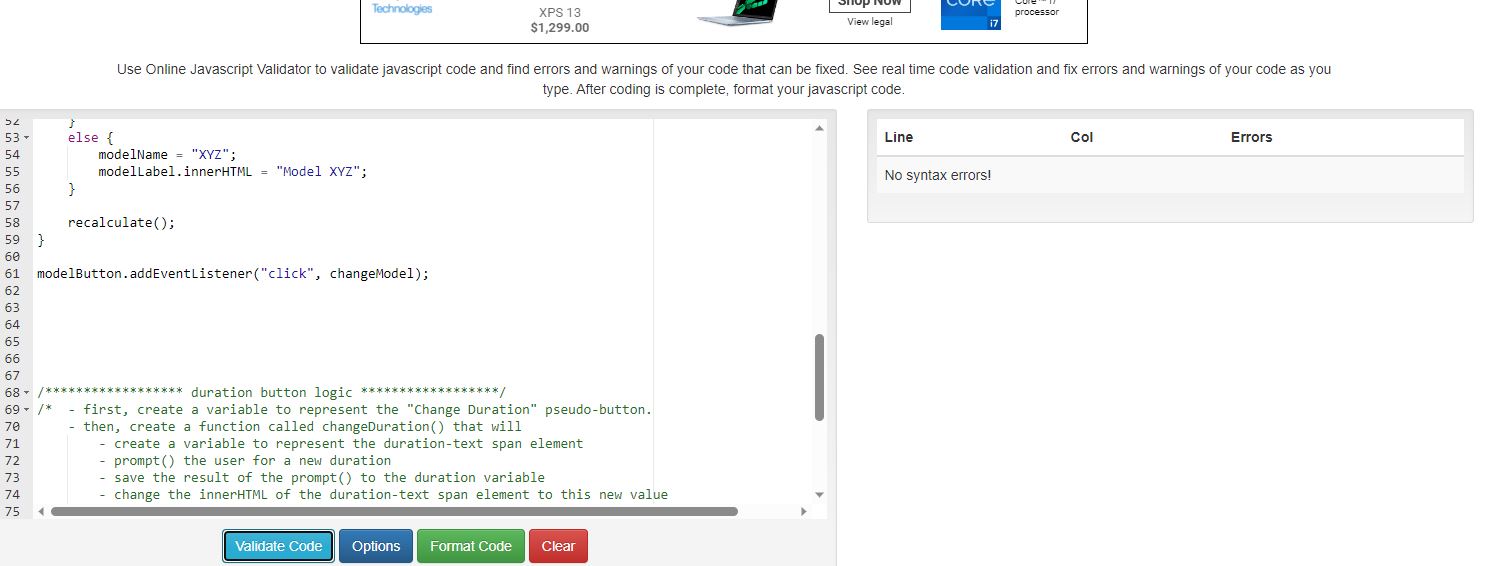 Technologies
XPS 13
$1,299.00
Shop Now
View legal
CORE
i7
Core™ i7
processor
Use Online Javascript Validator to validate javascript code and find errors and warnings of your code that can be fixed. See real time code validation and fix errors and warnings of your code as you
type. After coding is complete, format your javascript code.
52 }
53 else {
54 modelName = "XYZ";
55 modelLabel.innerHTML = "Model XYZ";
56 }
57
58 recalculate();
59 }
60
61 modelButton.addEventListener("click", changeModel);
62
63
64
65
66
67
68 /****************** duration button logic ******************/
69 /*  - first, create a variable to represent the "Change Duration" pseudo-button.
70 - then, create a function called changeDuration() that will
71 - create a variable to represent the duration-text span element
72 - prompt() the user for a new duration
73 - save the result of the prompt() to the duration variable
74 - change the innerHTML of the duration-text span element to this new value
75
Line Col Errors
No syntax errors!
Validate Code Options Format Code Clear